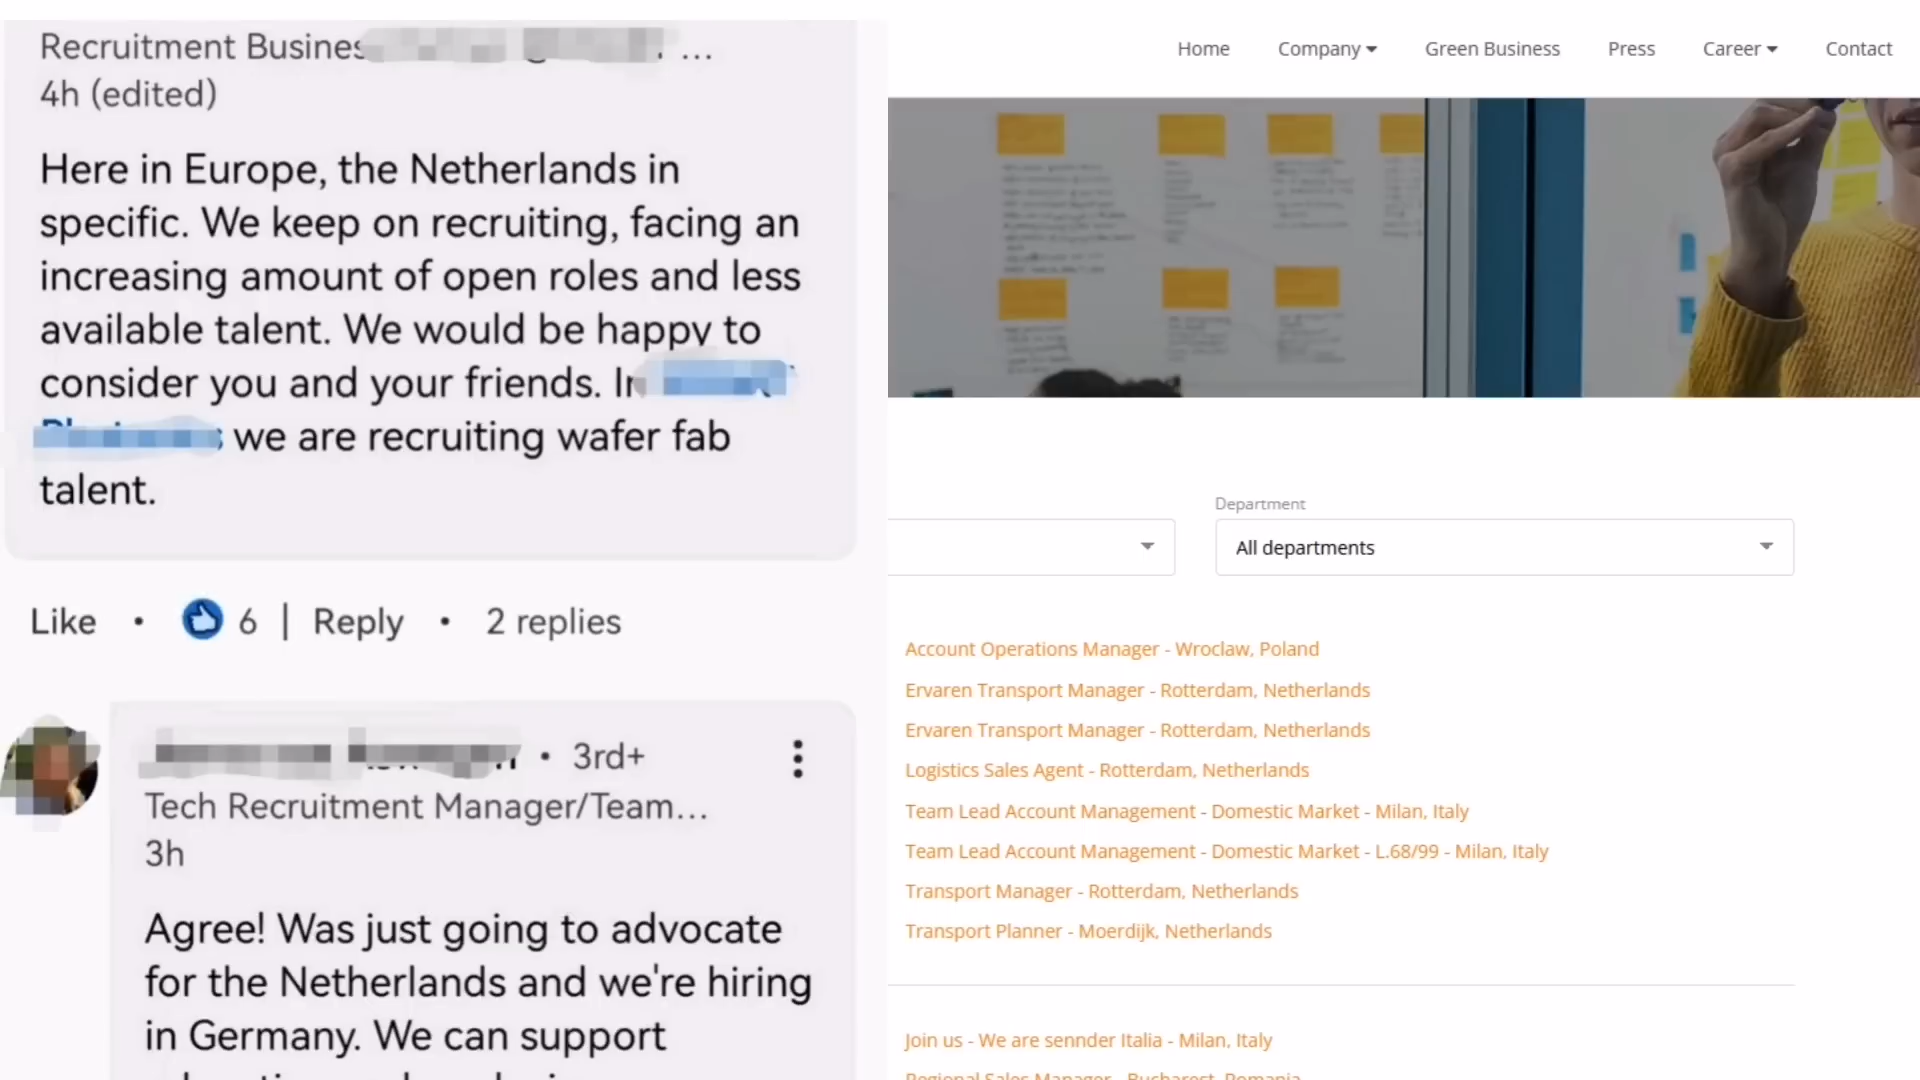 Recruitment Busines
4h (edited)
Here in Europe, the Netherlands in
specific. We keep on recruiting, facing an
increasing amount of open roles and less
available talent. We would be happy to
consider you and your friends. In
we are recruiting wafer fab
talent.
Like • 6 | Reply • 2 replies
• 3rd+
Tech Recruitment Manager/Team...
3h
Agree! Was just going to advocate
for the Netherlands and we're hiring
in Germany. We can support
Home Company Green Business Press Career Contact
Department
All departments
Account Operations Manager - Wroclaw, Poland
Ervaren Transport Manager - Rotterdam, Netherlands
Ervaren Transport Manager - Rotterdam, Netherlands
Logistics Sales Agent - Rotterdam, Netherlands
Team Lead Account Management - Domestic Market - Milan, Italy
Team Lead Account Management - Domestic Market - L.68/99 - Milan, Italy
Transport Manager - Rotterdam, Netherlands
Transport Planner - Moerdijk, Netherlands
Join us - We are sennder Italia - Milan, Italy
Regional Sales Manager - Bucharest, Romania